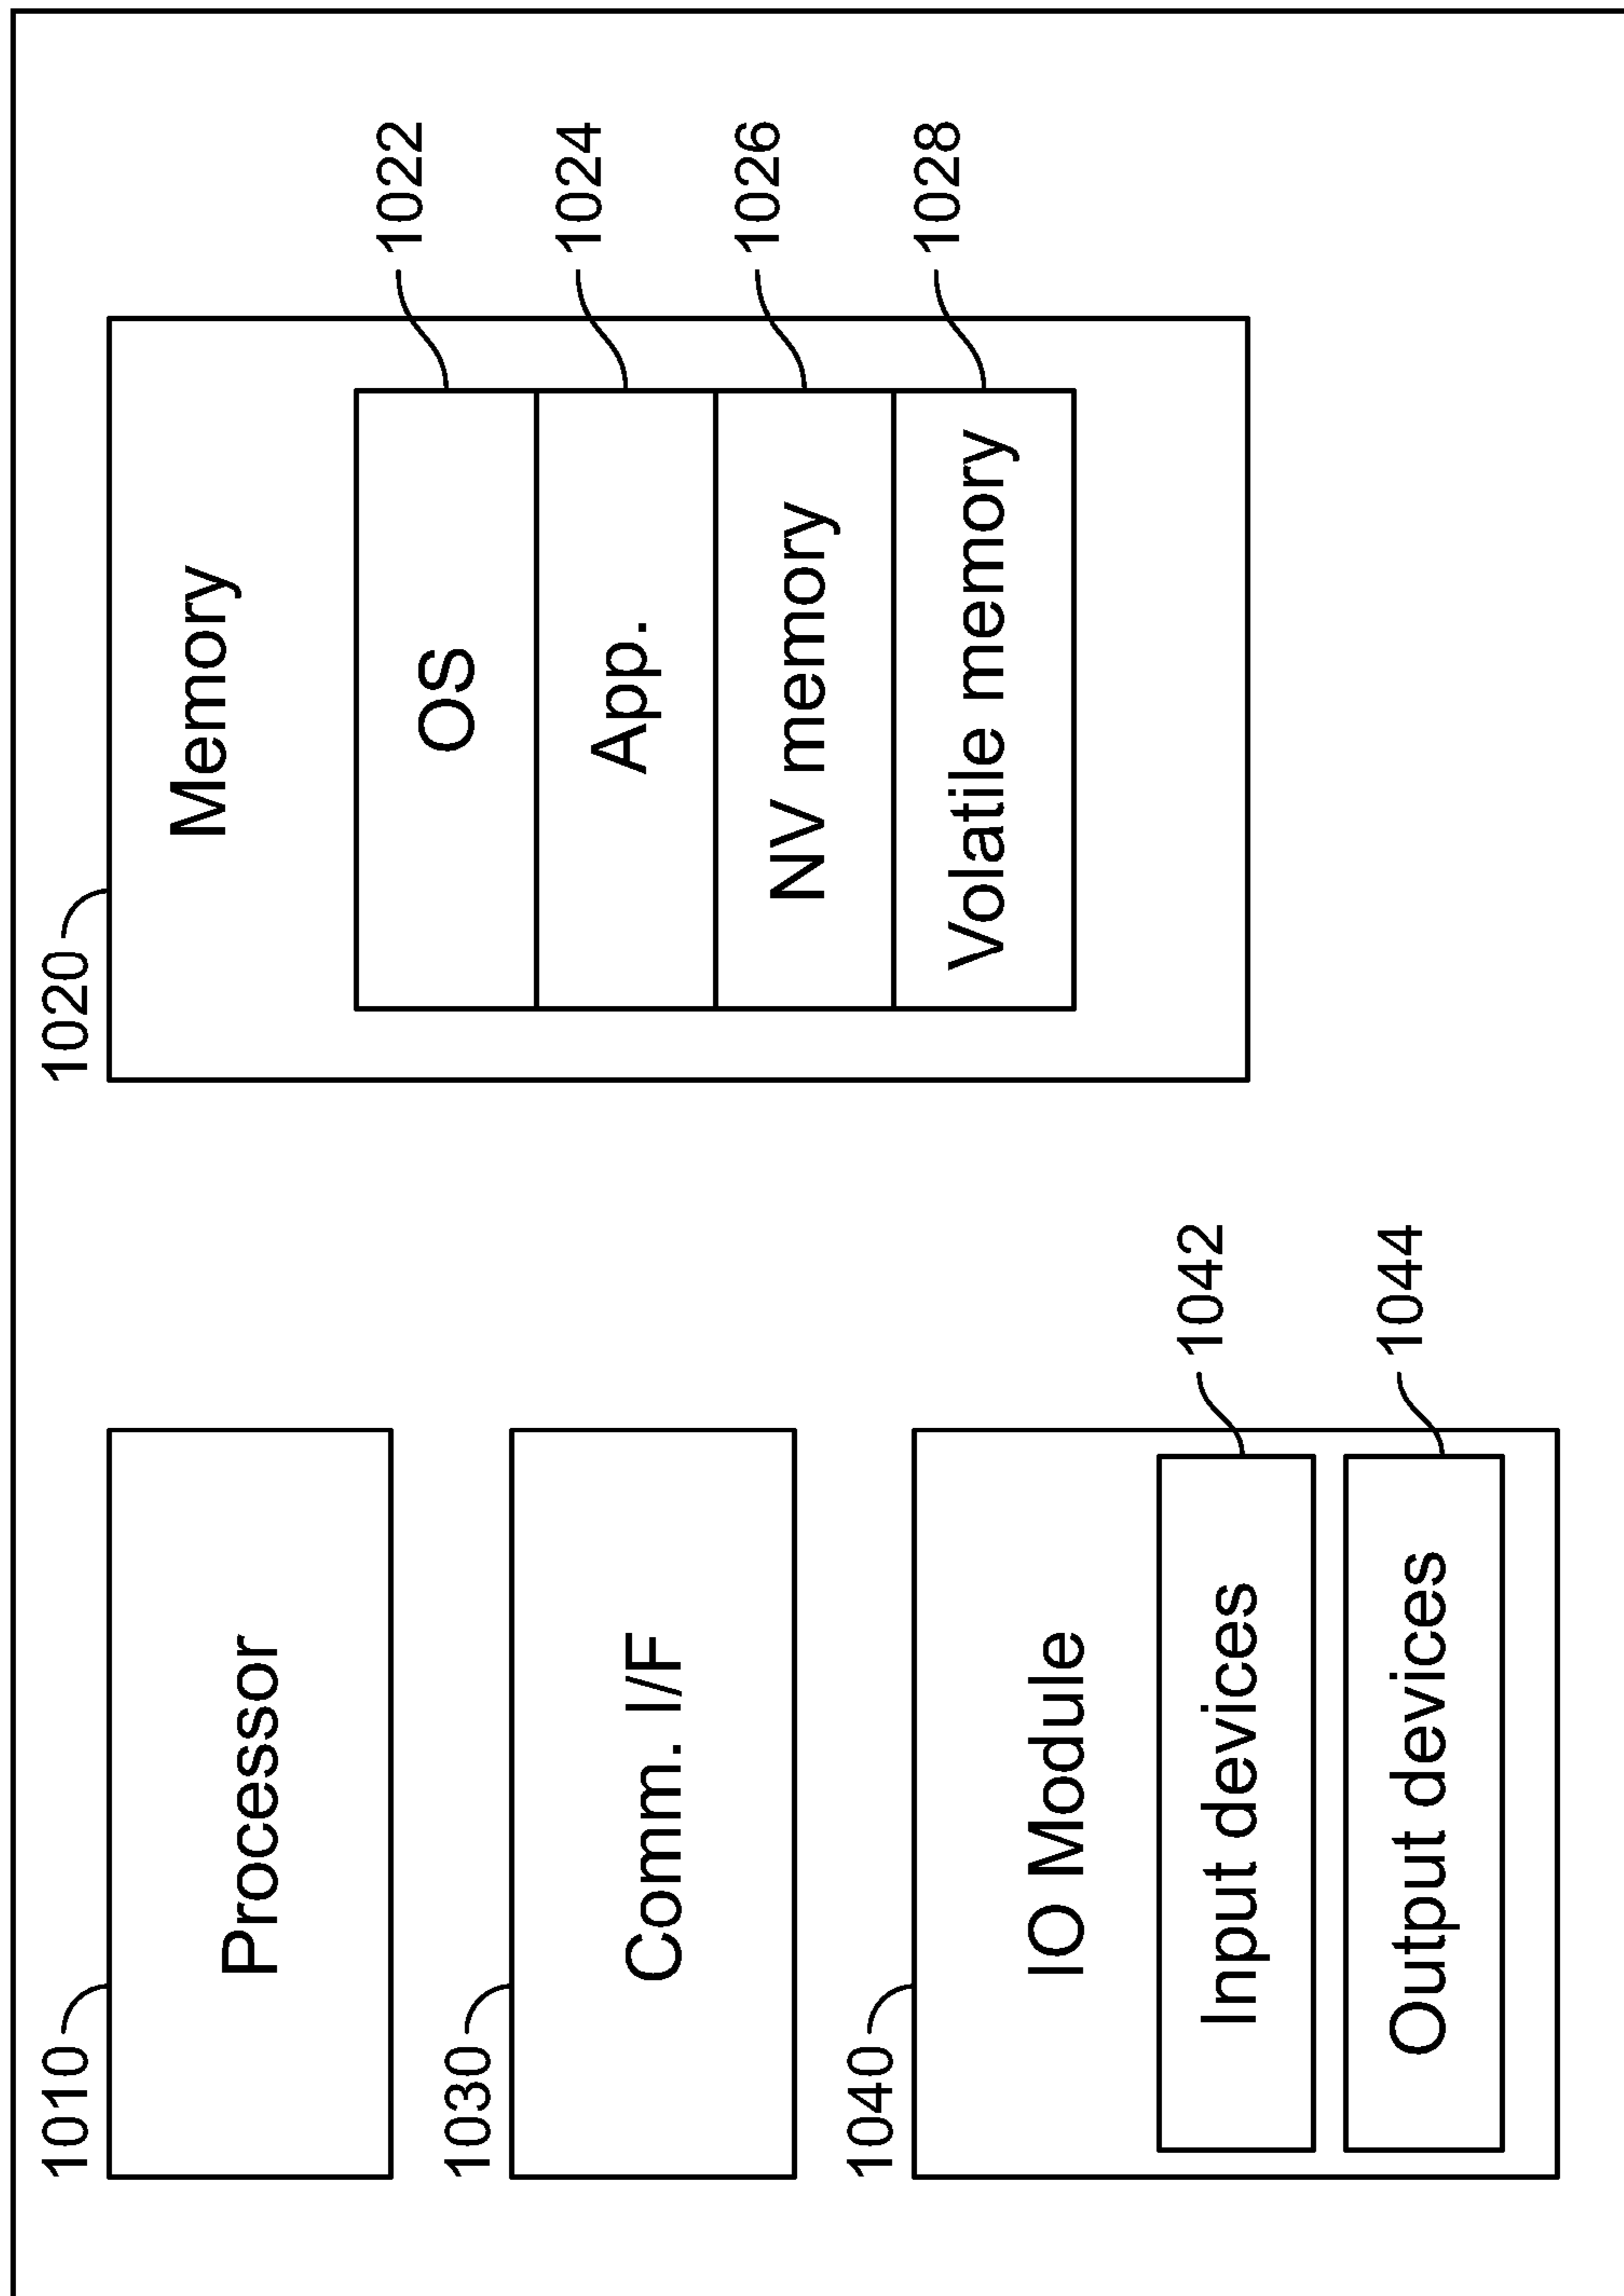 1010
Processor
1030
Comm. I/F
1040
IO Module
Input devices
1042
Output devices
1044
1020
Memory
OS
1022
App.
1024
NV memory
1026
Volatile memory
1028